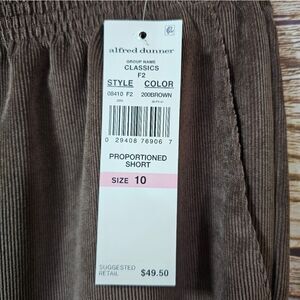 alfred dunner
GROUP NAME
CLASSICS
F2
STYLE COLOR
08410 F2 200BROWN
0 29408 76906 7
PROPORTIONED
SHORT
SIZE 10
SUGGESTED
RETAIL $49.50